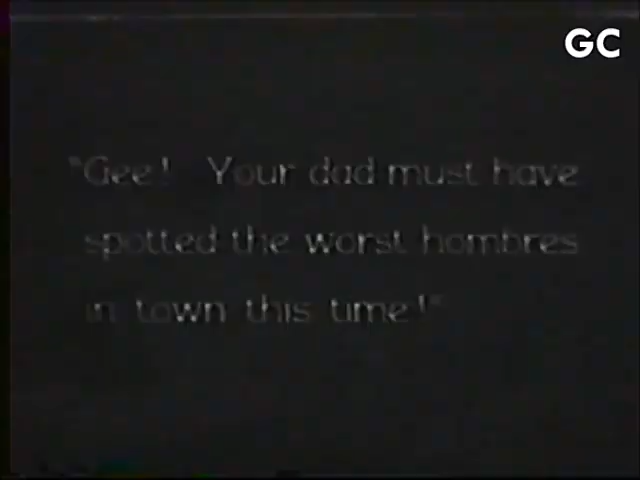 GC
"Gee! Your dad must have
spotted the worst hombres
in town this time!"